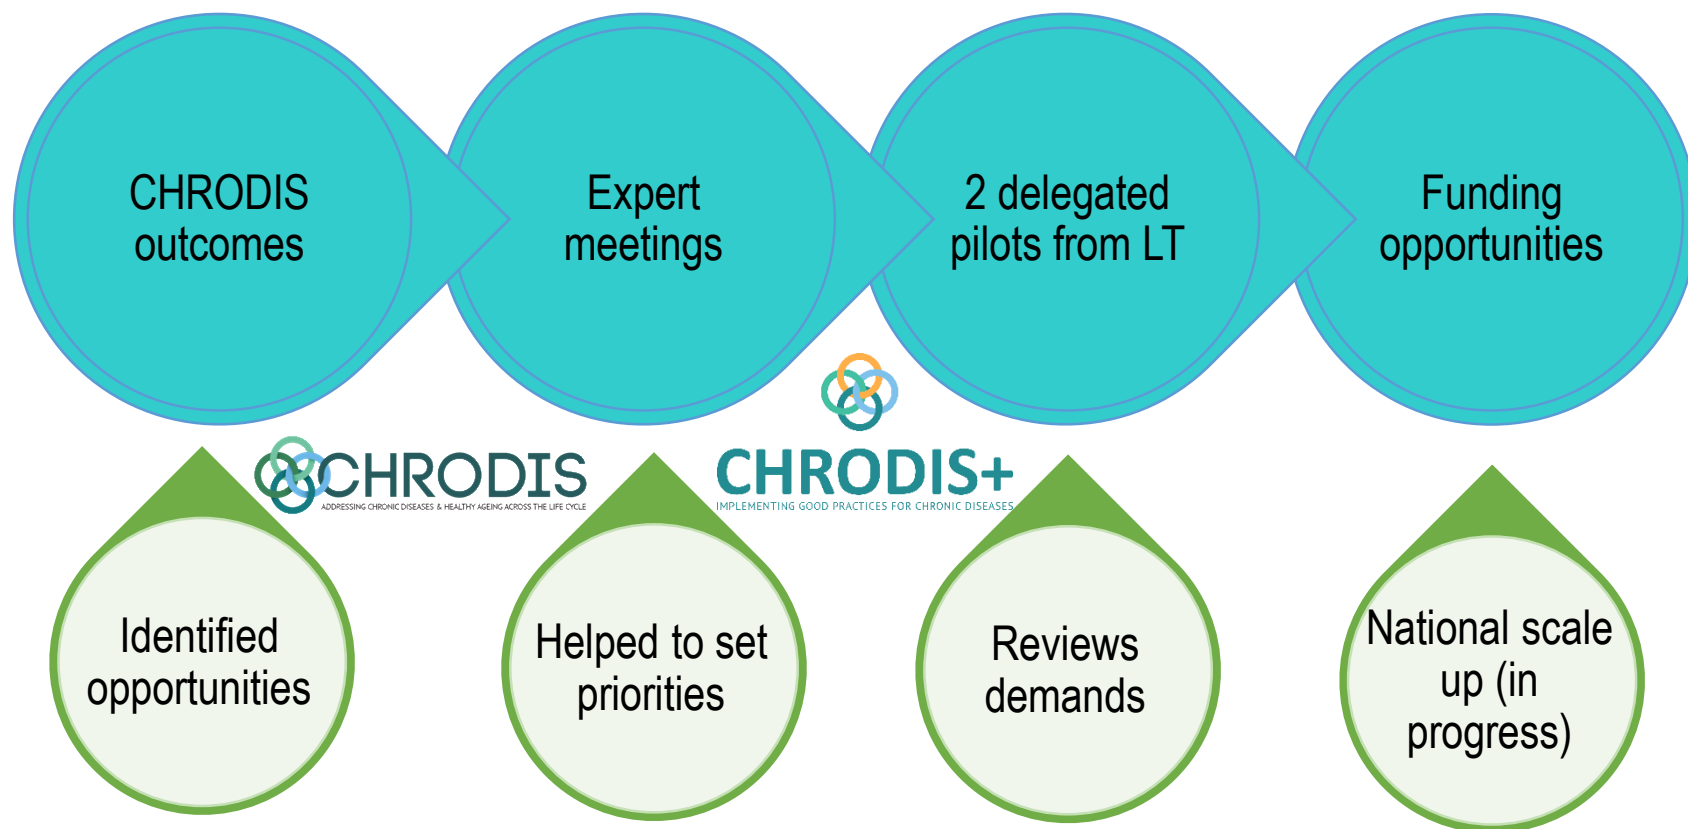 CHRODIS
outcomes
Expert
meetings
2 delegated
pilots from LT
Funding
opportunities
CHRODIS
ADDRESSING CHRONIC DISEASES & HEALTHY AGEING ACROSS THE LIFE CYCLE
CHRODIS+
IMPLEMENTING GOOD PRACTICES FOR CHRONIC DISEASES
Identified
opportunities
Helped to set
priorities
Reviews
demands
National scale
up (in
progress)